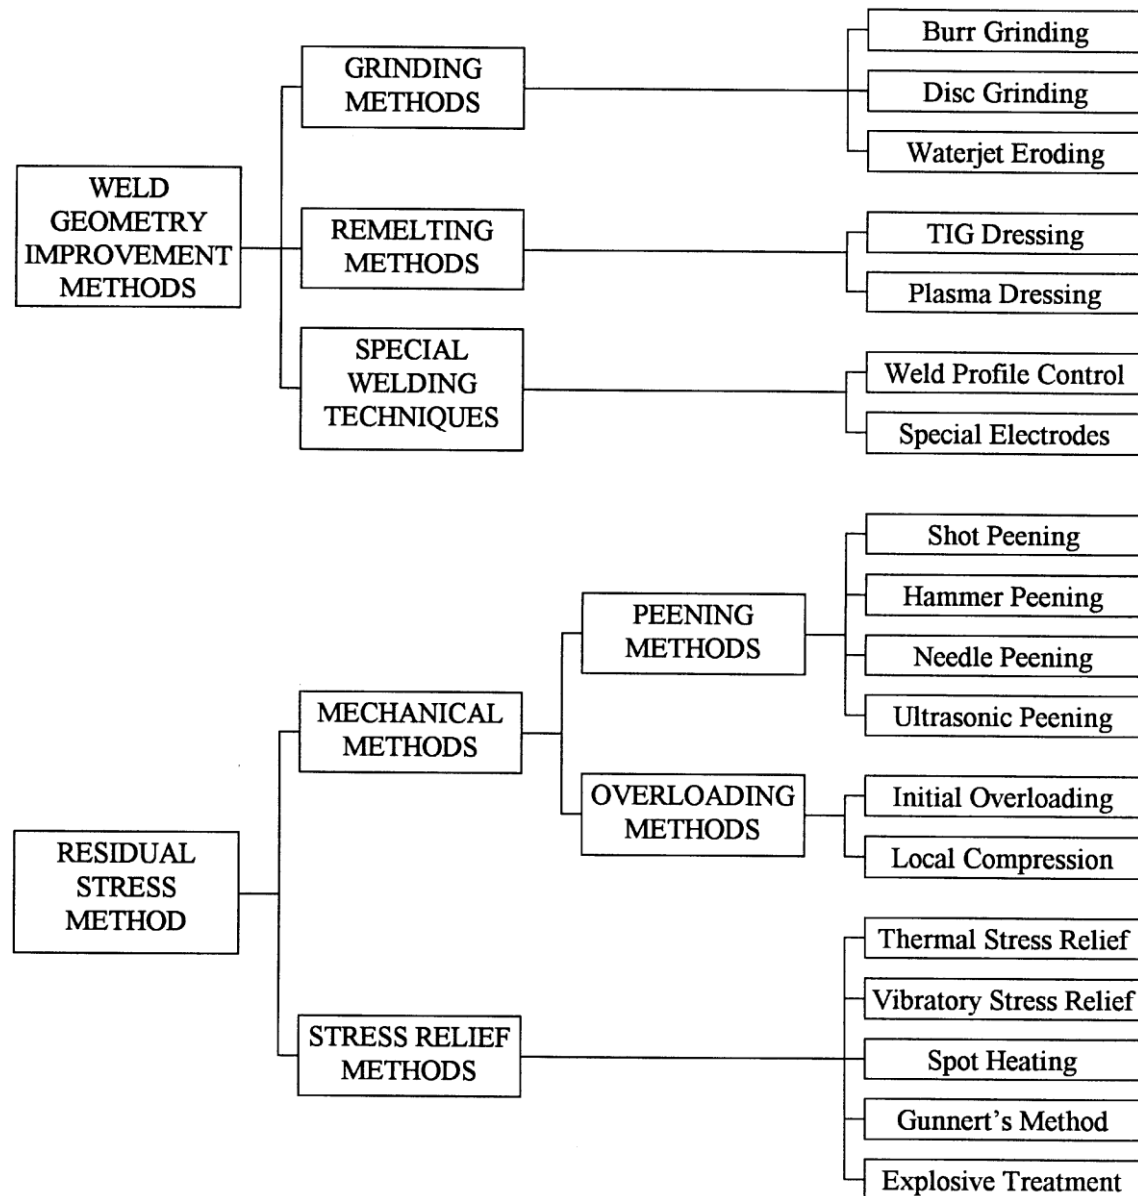 WELD
GEOMETRY
IMPROVEMENT
METHODS
GRINDING
METHODS
Burr Grinding
Disc Grinding
Waterjet Eroding
REMELTING
METHODS
TIG Dressing
Plasma Dressing
SPECIAL
WELDING
TECHNIQUES
Weld Profile Control
Special Electrodes
RESIDUAL
STRESS
METHOD
MECHANICAL
METHODS
PEENING
METHODS
Shot Peening
Hammer Peening
Needle Peening
Ultrasonic Peening
OVERLOADING
METHODS
Initial Overloading
Local Compression
STRESS RELIEF
METHODS
Thermal Stress Relief
Vibratory Stress Relief
Spot Heating
Gunnert's Method
Explosive Treatment